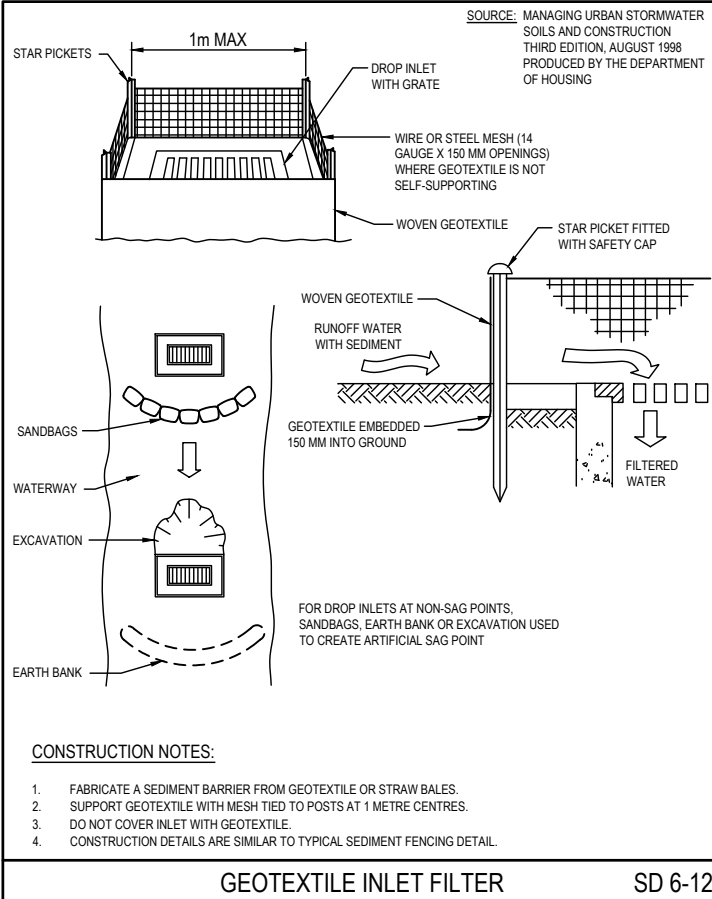 SOURCE: MANAGING URBAN STORMWATER
SOILS AND CONSTRUCTION
THIRD EDITION, AUGUST 1998
PRODUCED BY THE DEPARTMENT
OF HOUSING
STAR PICKETS
1m MAX
DROP INLET
WITH GRATE
WIRE OR STEEL MESH (14
GAUGE X 150 MM OPENINGS)
WHERE GEOTEXTILE IS NOT
SELF-SUPPORTING
WOVEN GEOTEXTILE
STAR PICKET FITTED
WITH SAFETY CAP
WOVEN GEOTEXTILE
RUNOFF WATER
WITH SEDIMENT
GEOTEXTILE EMBEDDED
150 MM INTO GROUND
FILTERED
WATER
SANDBAGS
WATERWAY
EXCAVATION
EARTH BANK
FOR DROP INLETS AT NON-SAG POINTS,
SANDBAGS, EARTH BANK OR EXCAVATION USED
TO CREATE ARTIFICIAL SAG POINT
CONSTRUCTION NOTES:
1. FABRICATE A SEDIMENT BARRIER FROM GEOTEXTILE OR STRAW BALES.
2. SUPPORT GEOTEXTILE WITH MESH TIED TO POSTS AT 1 METRE CENTRES.
3. DO NOT COVER INLET WITH GEOTEXTILE.
4. CONSTRUCTION DETAILS ARE SIMILAR TO TYPICAL SEDIMENT FENCING DETAIL.
GEOTEXTILE INLET FILTER SD 6-12